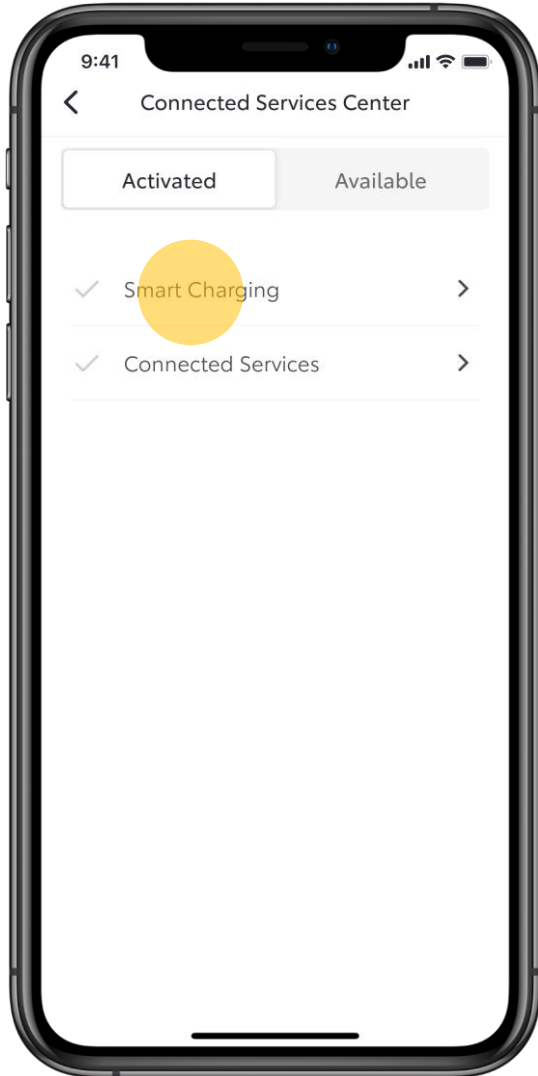 9:41
Connected Services Center
Activated Available
Smart Charging
Connected Services